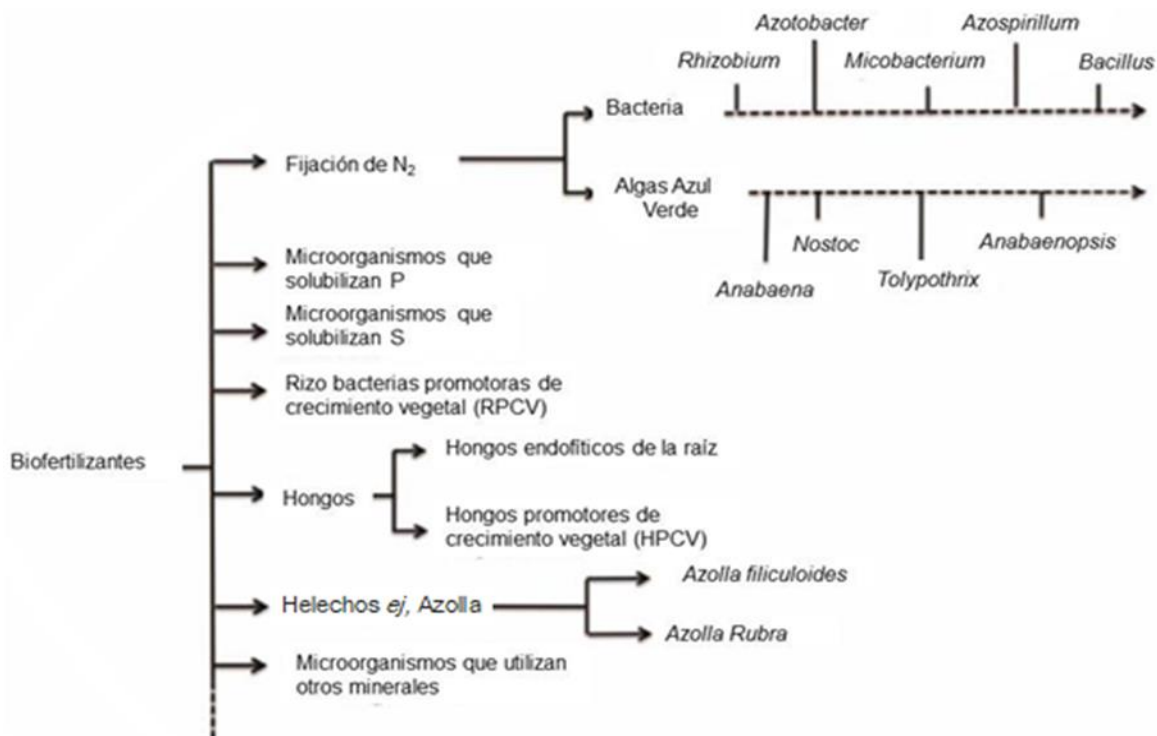 Azotobacter
Azospirillum
Rhizobium
Micobacterium
Bacillus
Bacteria
Fijación de N₂
Algas Azul
Verde
Nostoc
Anabaenopsis
Anabaena
Tolypothrix
Microorganismos que
solubilizan P
Microorganismos que
solubilizan S
Rizo bacterias promotoras de
crecimiento vegetal (RPCV)
Biofertilizantes
Hongos
Hongos endofíticos de la raíz
Hongos promotores de
crecimiento vegetal (HPCV)
Helechos ej, Azolla
Azolla filiculoides
Azolla Rubra
Microorganismos que utilizan
otros minerales